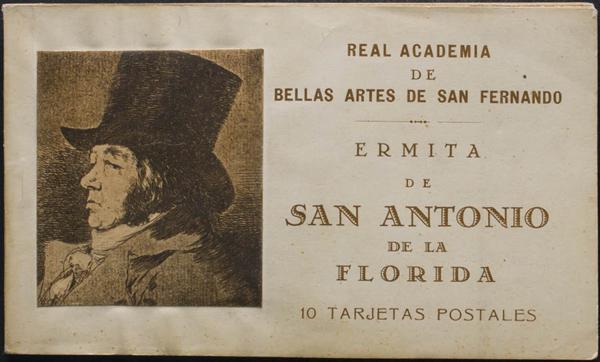 REAL ACADEMIA
DE
BELLAS ARTES DE SAN FERNANDO
ERMITA
DE
SAN ANTONIO
DE LA
FLORIDA
10 TARJETAS POSTALES